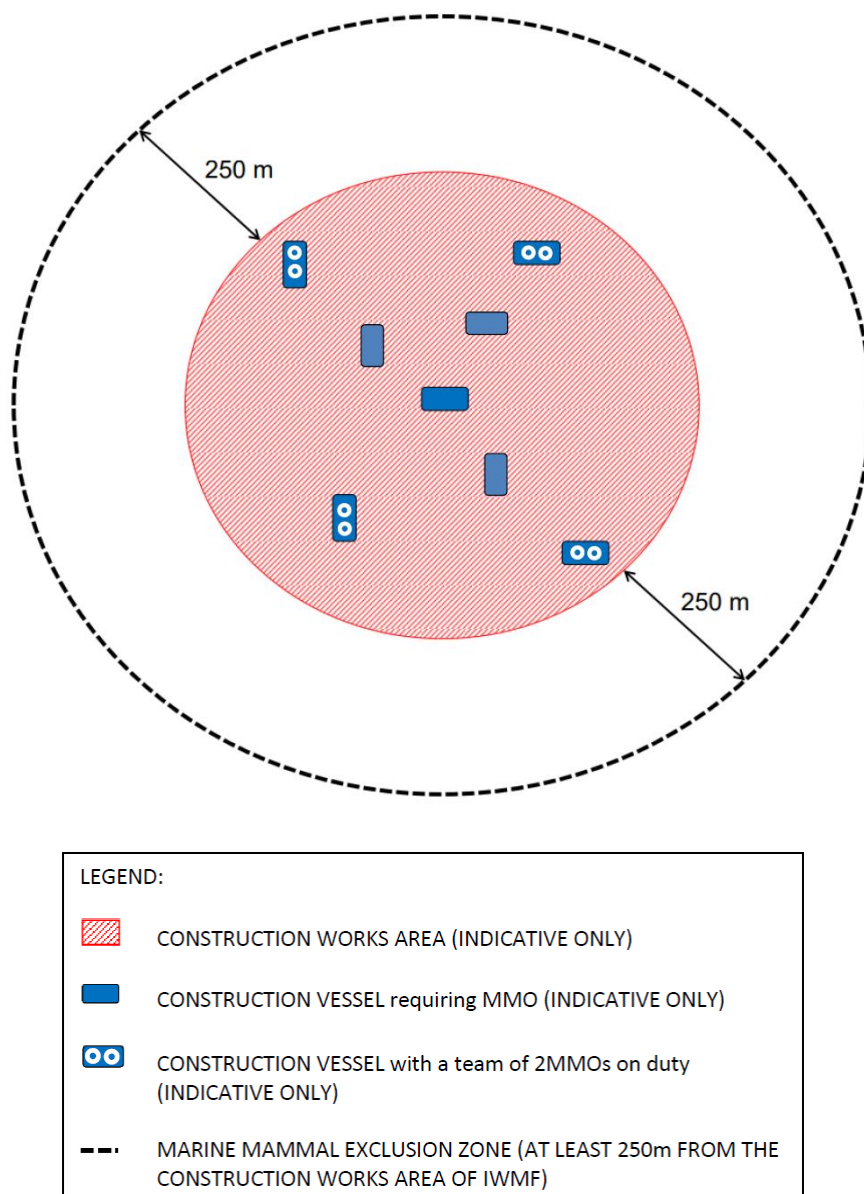 250 m
250 m
LEGEND:
CONSTRUCTION WORKS AREA (INDICATIVE ONLY)
CONSTRUCTION VESSEL requiring MMO (INDICATIVE ONLY)
CONSTRUCTION VESSEL with a team of 2MMOs on duty
(INDICATIVE ONLY)
MARINE MAMMAL EXCLUSION ZONE (AT LEAST 250m FROM THE
CONSTRUCTION WORKS AREA OF IWMF)